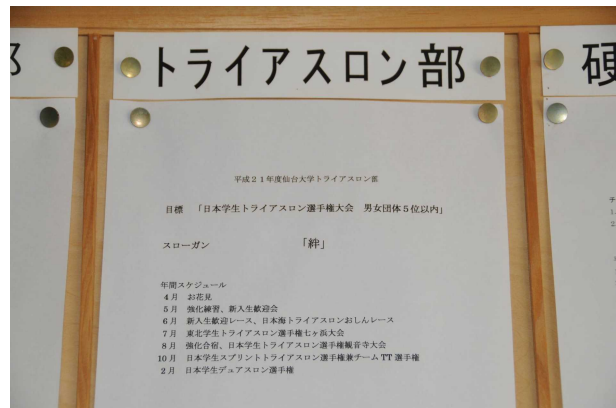 部
トライアスロン部
硬
平成21年度仙台大学トライアスロン部
目標 「日本学生トライアスロン選手権大会 男女団体5位以内」
スローガン 「絆」
年間スケジュール
4月 お花見
5月 強化練習、新入生歓迎会
6月 新入生歓迎レース、日本海トライアスロンおしんレース
7月 東北学生トライアスロン選手権七ヶ浜大会
8月 強化合宿、日本学生トライアスロン選手権観音寺大会
10月 日本学生スプリントトライアスロン選手権兼チームTT選手権
2月 日本学生デュアスロン選手権